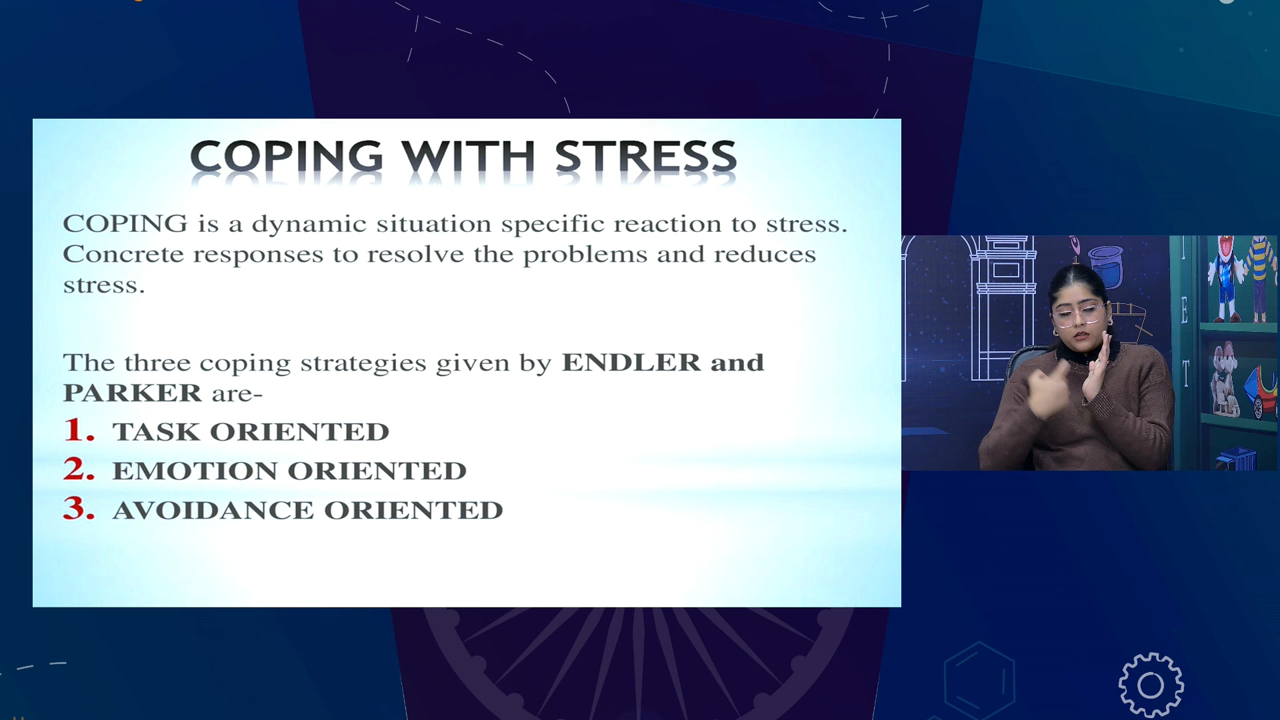 COPING WITH STRESS
COPING is a dynamic situation specific reaction to stress.
Concrete responses to resolve the problems and reduces
stress.
The three coping strategies given by ENDLER and
PARKER are-
1. TASK ORIENTED
2. EMOTION ORIENTED
3. AVOIDANCE ORIENTED